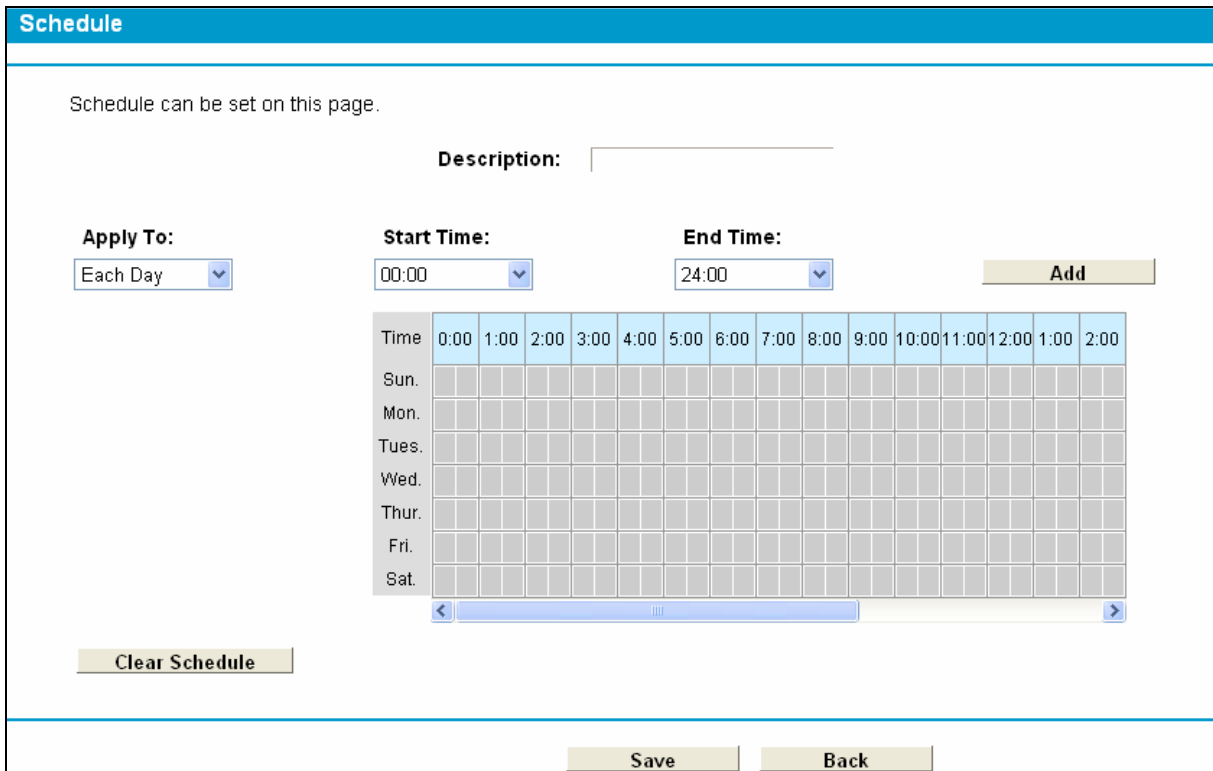 Schedule
Schedule can be set on this page.
Description:
Apply To: Start Time: End Time:
Each Day 00:00 24:00 Add
Time 0:00 1:00 2:00 3:00 4:00 5:00 6:00 7:00 8:00 9:00 10:00 11:00 12:00 1:00 2:00
Sun.
Mon.
Tues.
Wed.
Thur.
Fri.
Sat.
Clear Schedule
Save Back